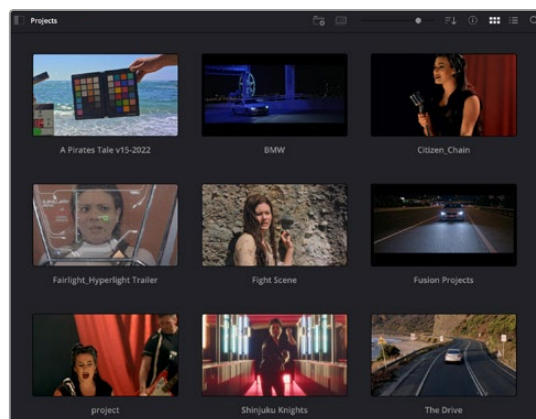 Projects
A Pirates Tale v15-2022
BMW
Citizen_Chain
Fairlight_Hyperlight Trailer
Fight Scene
Fusion Projects
project
Shinjuku Knights
The Drive